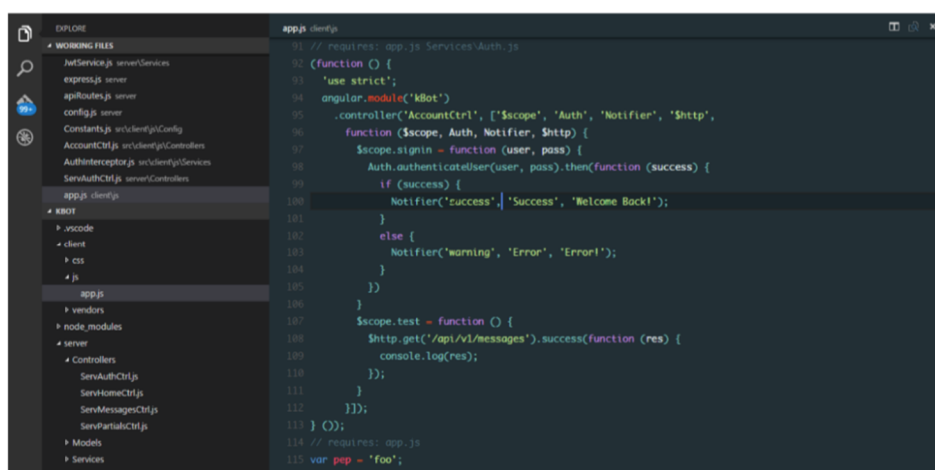 EXPLORE
WORKING FILES
JwtService.js server\Services
express.js server
apiRoutes.js server
config.js server
Constants.js src\client\js\Config
AccountCtrl.js src\client\js\Controllers
AuthInterceptor.js src\client\js\Services
ServAuthCtrl.js server\Controllers
app.js client\js
KBOT
.vscode
client
css
js
app.js
vendors
node_modules
server
Controllers
ServAuthCtrl.js
ServHomeCtrl.js
ServMessagesCtrl.js
ServPartialsCtrl.js
Models
Services
99+
app.js client\js
91 // requires: app.js Services\Auth.js
92 (function () {
93 'use strict';
94 angular.module('kBot')
95 .controller('AccountCtrl', ['$scope', 'Auth', 'Notifier', '$http',
96 function ($scope, Auth, Notifier, $http) {
97 $scope.signin = function (user, pass) {
98 Auth.authenticateUser(user, pass).then(function (success) {
99 if (success) {
100 Notifier('success', 'Success', 'Welcome Back!');
101 }
102 else {
103 Notifier('warning', 'Error', 'Error!');
104 }
105 })
106 }
107 $scope.test = function () {
108 $http.get('/api/v1/messages').success(function (res) {
109 console.log(res);
110 });
111 }
112 }]);
113 } ());
114 // requires: app.js
115 var pep = 'foo';